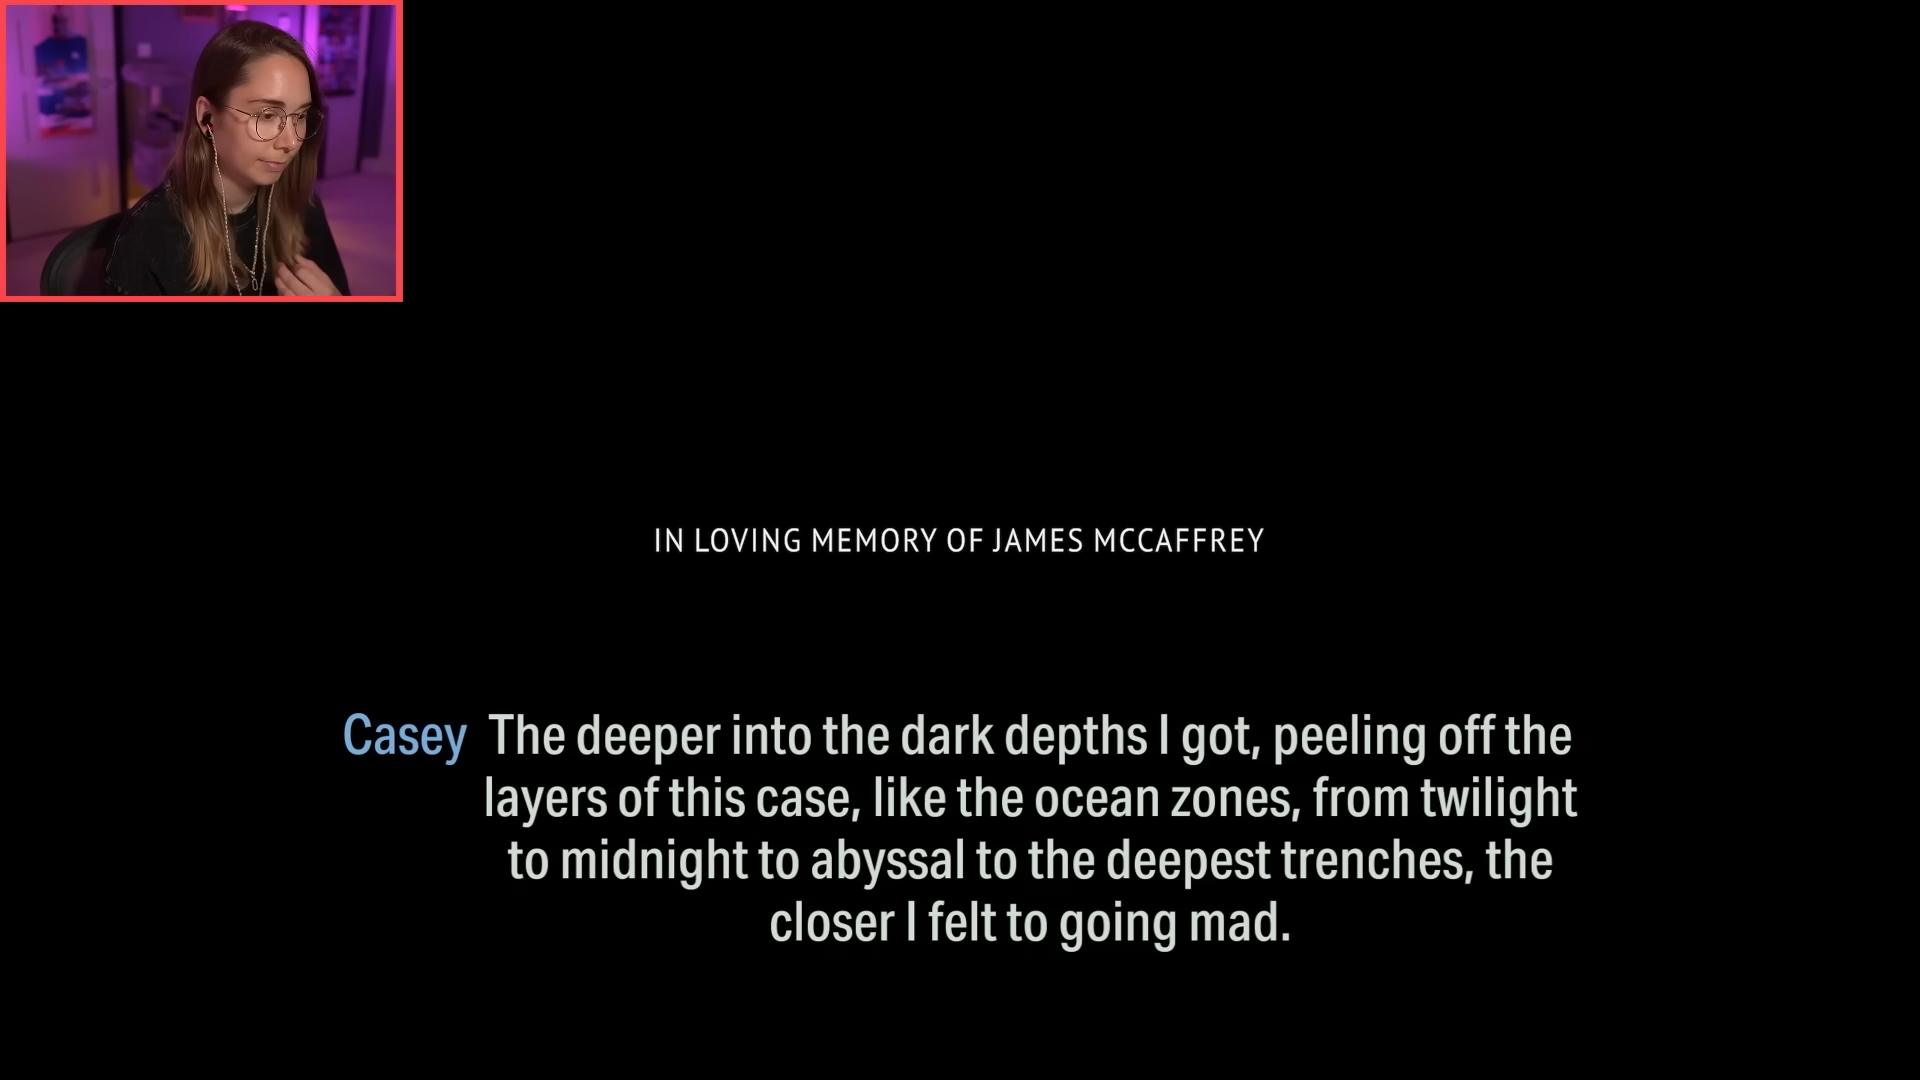 IN LOVING MEMORY OF JAMES MCCAFFREY
Casey The deeper into the dark depths I got, peeling off the
layers of this case, like the ocean zones, from twilight
to midnight to abyssal to the deepest trenches, the
closer I felt to going mad.